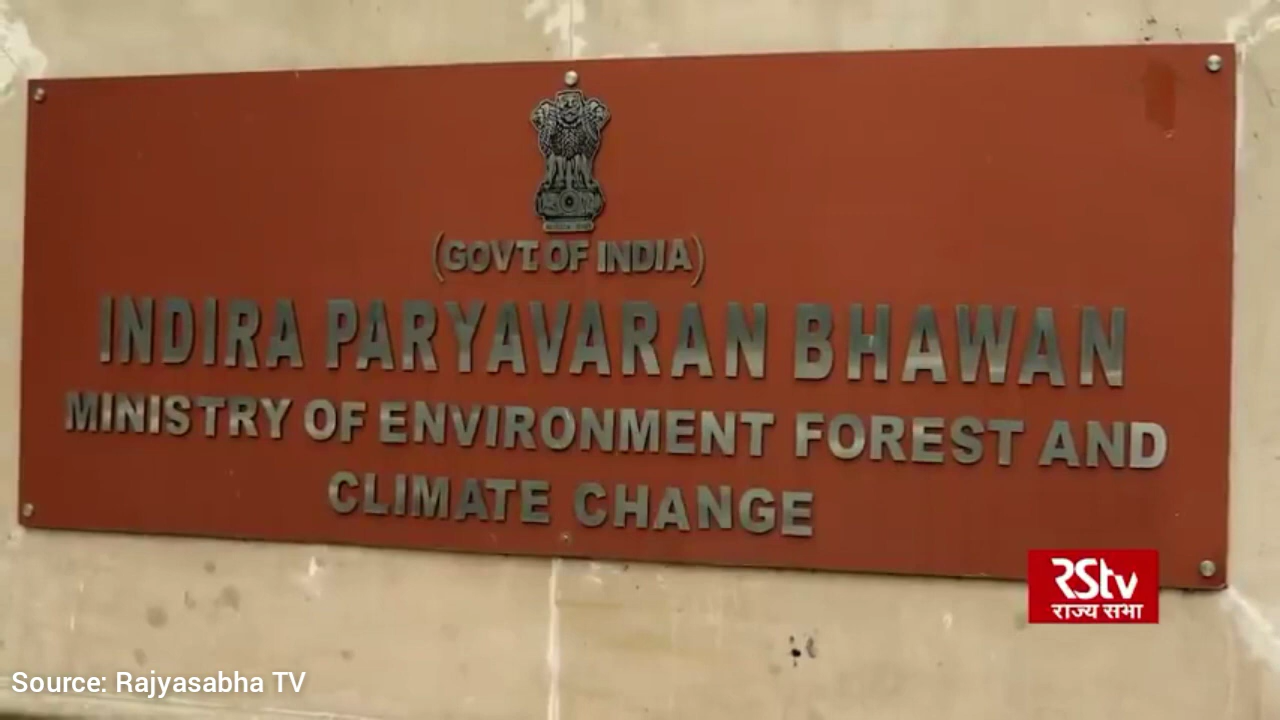 (GOVT. OF INDIA)
INDIRA PARYAVARAN BHAWAN
MINISTRY OF ENVIRONMENT FOREST AND
CLIMATE CHANGE
RStv
राज्य सभा
Source: Rajyasabha TV